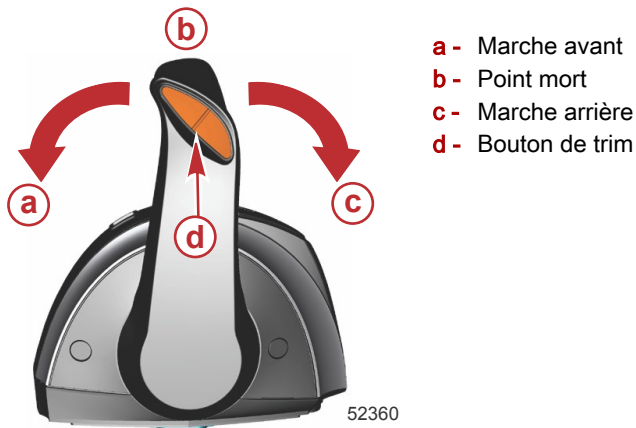 b
a - Marche avant
b - Point mort
c - Marche arrière
d - Bouton de trim
a
c
d
52360